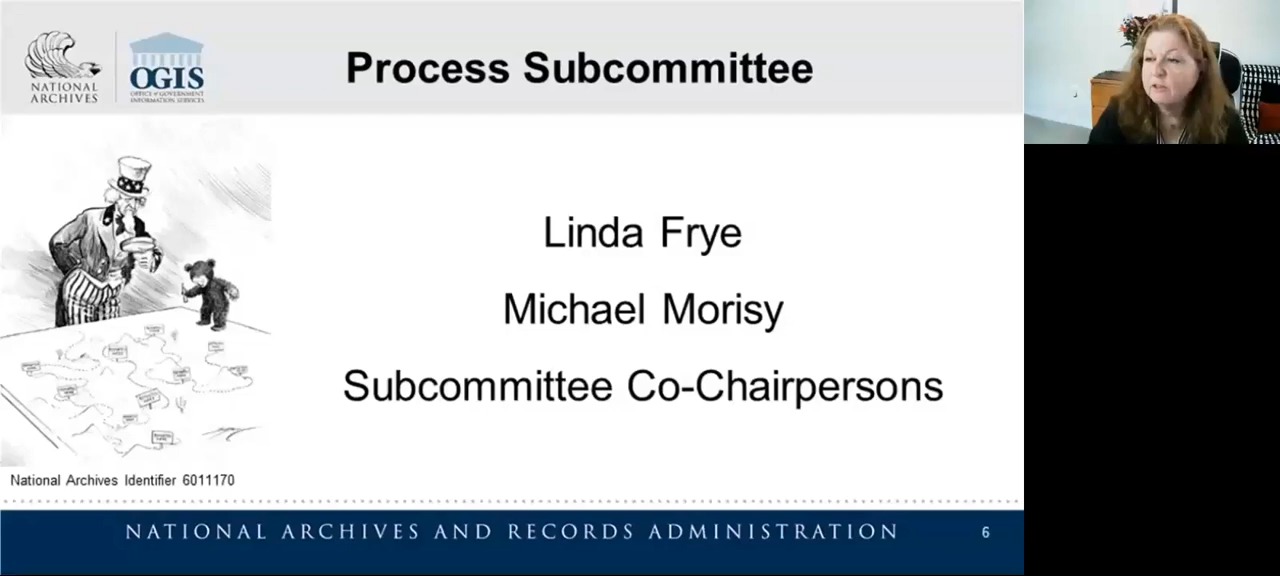 Process Subcommittee
NATIONAL
ARCHIVES
OGIS
OFFICE of GOVERNMENT
INFORMATION SERVICES
Linda Frye
Michael Morisy
Subcommittee Co-Chairpersons
National Archives Identifier 6011170
NATIONAL ARCHIVES AND RECORDS ADMINISTRATION
6